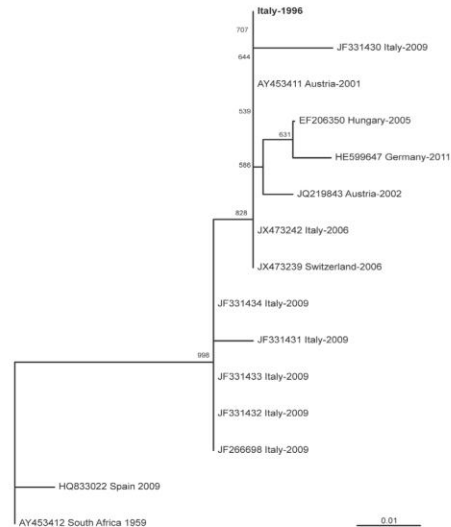 Italy-1996
707
JF331430 Italy-2009
644
AY453411 Austria-2001
539
EF206350 Hungary-2005
631
HE599647 Germany-2011
586
JQ219843 Austria-2002
828
JX473242 Italy-2006
JX473239 Switzerland-2006
JF331434 Italy-2009
JF331431 Italy-2009
998
JF331433 Italy-2009
JF331432 Italy-2009
JF266698 Italy-2009
HQ833022 Spain 2009
AY453412 South Africa 1959
0.01